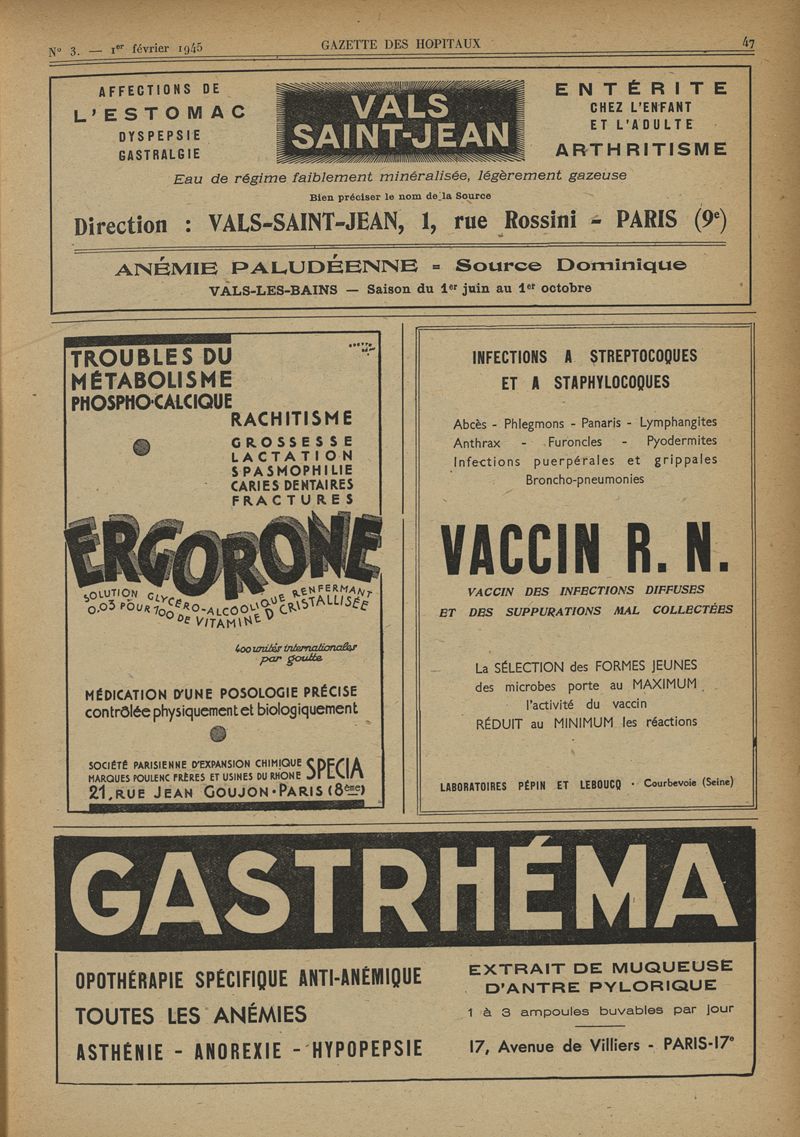 N° 3. — 1er février 1945
GAZETTE DES HOPITAUX
47
AFFECTIONS DE
L'ESTOMAC
DYSPEPSIE
GASTRALGIE
VALS
SAINT-JEAN
ENTÉRITE
CHEZ L'ENFANT
ET L'ADULTE
ARTHRITISME
Eau de régime faiblement minéralisée, légèrement gazeuse
Bien préciser le nom de la Source
Direction : VALS-SAINT-JEAN, 1, rue Rossini - PARIS (9e)
ANÉMIE PALUDÉENNE = Source Dominique
VALS-LES-BAINS — Saison du 1er juin au 1er octobre
TROUBLES DU
MÉTABOLISME
PHOSPHO-CALCIQUE
RACHITISME
GROSSESSE
LACTATION
SPASMOPHILIE
CARIES DENTAIRES
FRACTURES
ERGORONE
SOLUTION GLYCÉRO-ALCOOLIQUE RENFERMANT
0,03 POUR 100 DE VITAMINE D CRISTALLISÉE
400 unités internationales
par goutte
MÉDICATION D'UNE POSOLOGIE PRÉCISE
contrôlée physiquement et biologiquement
SOCIÉTÉ PARISIENNE D'EXPANSION CHIMIQUE
MARQUES POULENC FRÈRES ET USINES DU RHONE
SPECIA
21, RUE JEAN GOUJON · PARIS (8ème)
INFECTIONS A STREPTOCOQUES
ET A STAPHYLOCOQUES
Abcès - Phlegmons - Panaris - Lymphangites
Anthrax - Furoncles - Pyodermites
Infections puerpérales et grippales
Broncho-pneumonies
VACCIN R. N.
VACCIN DES INFECTIONS DIFFUSES
ET DES SUPPURATIONS MAL COLLECTÉES
La SÉLECTION des FORMES JEUNES
des microbes porte au MAXIMUM
l'activité du vaccin
RÉDUIT au MINIMUM les réactions
LABORATOIRES PÉPIN ET LEBOUCQ · Courbevoie (Seine)
GASTRHÉMA
OPOTHÉRAPIE SPÉCIFIQUE ANTI-ANÉMIQUE
TOUTES LES ANÉMIES
ASTHÉNIE - ANOREXIE - HYPOPEPSIE
EXTRAIT DE MUQUEUSE
D'ANTRE PYLORIQUE
1 à 3 ampoules buvables par jour
17, Avenue de Villiers - PARIS-17e